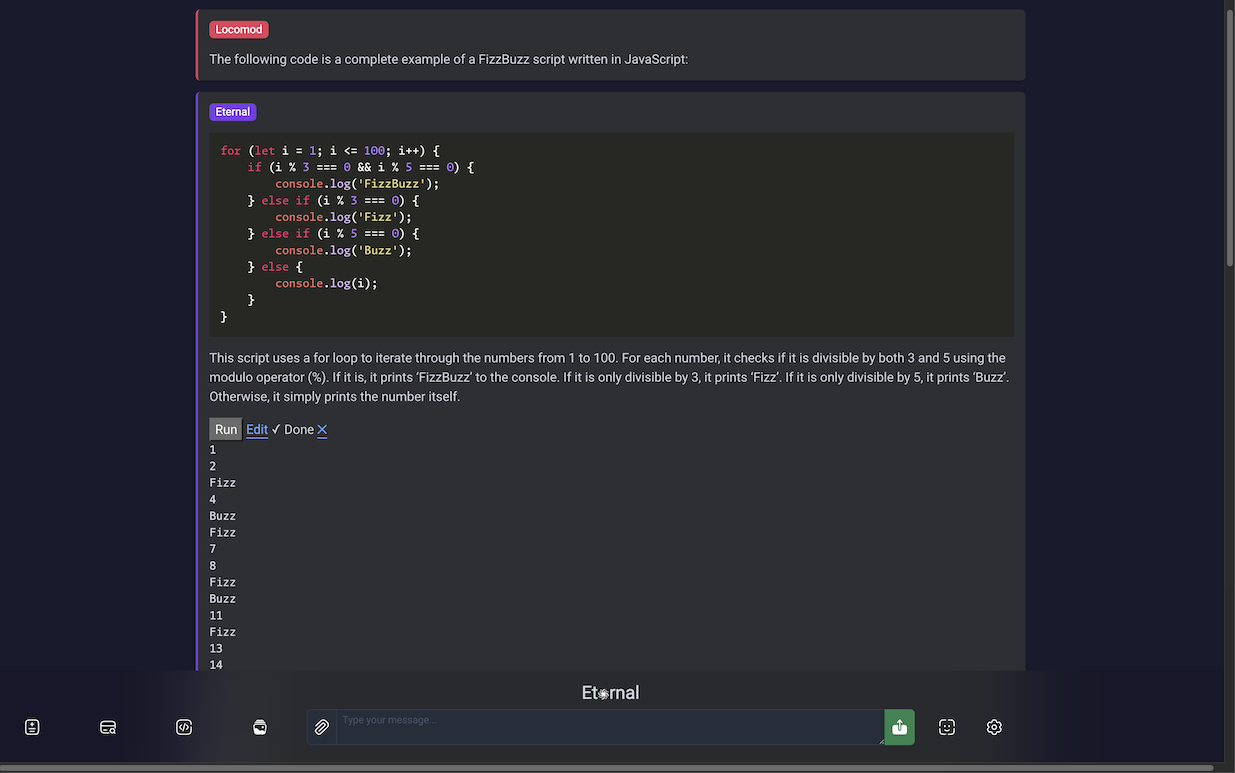 Locomod
The following code is a complete example of a FizzBuzz script written in JavaScript:
Eternal
for (let i = 1; i <= 100; i++) {
    if (i % 3 === 0 && i % 5 === 0) {
        console.log('FizzBuzz');
    } else if (i % 3 === 0) {
        console.log('Fizz');
    } else if (i % 5 === 0) {
        console.log('Buzz');
    } else {
        console.log(i);
    }
}
This script uses a for loop to iterate through the numbers from 1 to 100. For each number, it checks if it is divisible by both 3 and 5 using the
modulo operator (%). If it is, it prints ‘FizzBuzz’ to the console. If it is only divisible by 3, it prints ‘Fizz’. If it is only divisible by 5, it prints ‘Buzz’.
Otherwise, it simply prints the number itself.
Run Edit ✓ Done ✕
1
2
Fizz
4
Buzz
Fizz
7
8
Fizz
Buzz
11
Fizz
13
14
Eternal
Type your message...